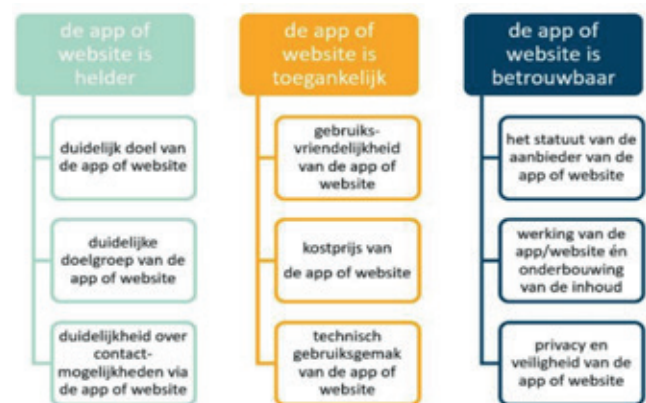 de app of
website is
helder
duidelijk doel van
de app of website
duidelijke
doelgroep van de
app of website
duidelijkheid over
contact-
mogelijkheden via
de app of website
de app of
website is
toegankelijk
gebruiks-
vriendelijkheid
van de app of
website
kostprijs van
de app of website
technisch
gebruiksgemak
van de app of
website
de app of
website is
betrouwbaar
het statuut van de
aanbieder van de
app of website
werking van de
app/website én
onderbouwing
van de inhoud
privacy en
veiligheid van de
app of website